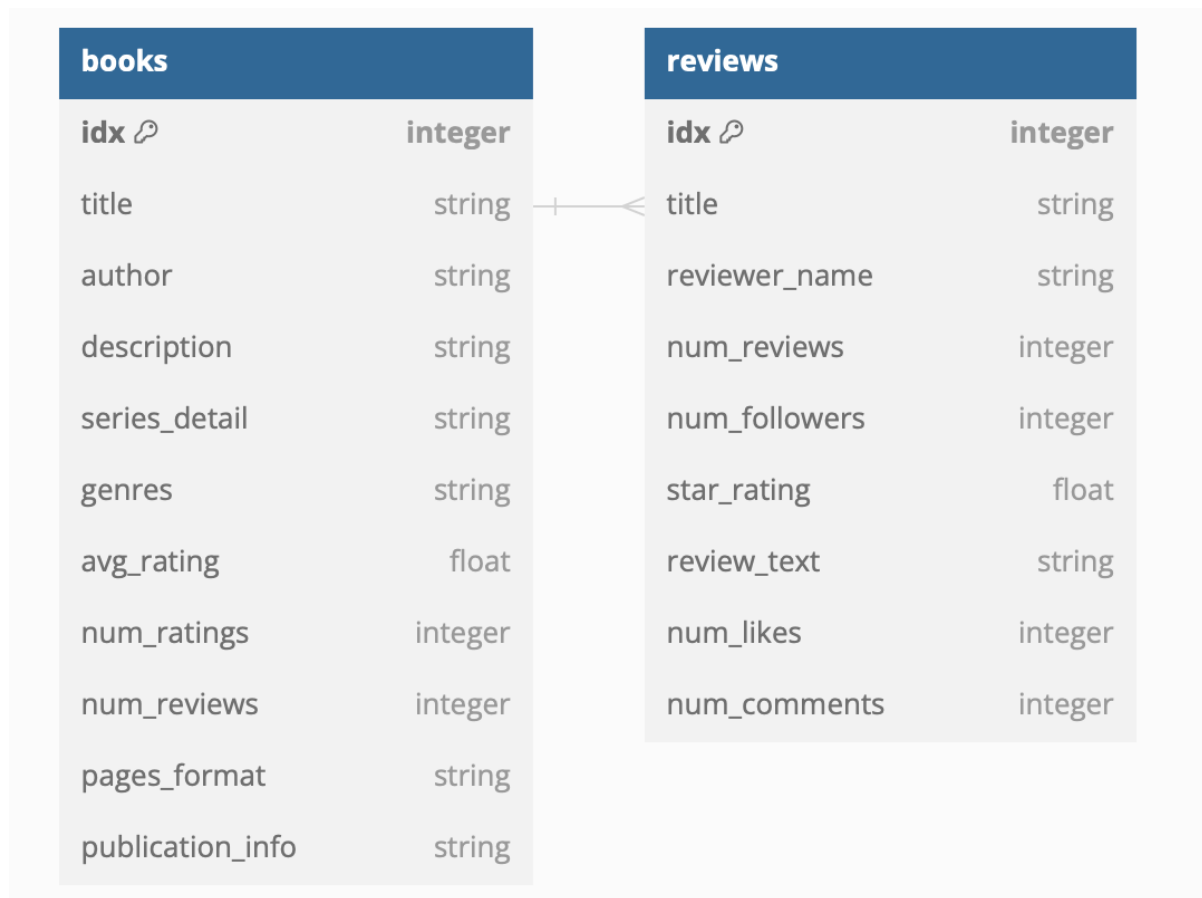 books
idx integer
title string
author string
description string
series_detail string
genres string
avg_rating float
num_ratings integer
num_reviews integer
pages_format string
publication_info string
reviews
idx integer
title string
reviewer_name string
num_reviews integer
num_followers integer
star_rating float
review_text string
num_likes integer
num_comments integer